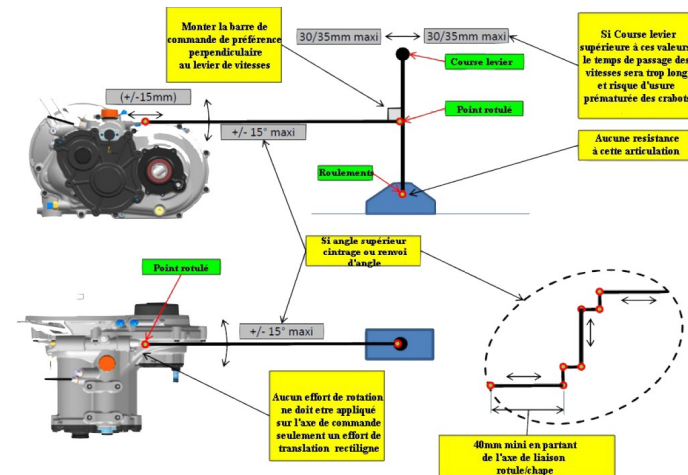 Monter la barre de
commande de préférence
perpendiculaire
au levier de vitesses
30/35mm maxi
30/35mm maxi
Si Course levier
supérieure à ces valeurs
le temps de passage des
vitesses sera trop long
et risque d'usure
prématurée des crabots
Course levier
(+/-15mm)
+/- 15° maxi
Point rotulé
Aucune resistance
à cette articulation
Roulements
Si angle supérieur
cintrage ou renvoi
d'angle
Point rotulé
+/- 15° maxi
Aucun effort de rotation
ne doit etre appliqué
sur l'axe de commande
seulement un effort de
translation rectiligne
40mm mini en partant
de l'axe de liaison
rotule/chape